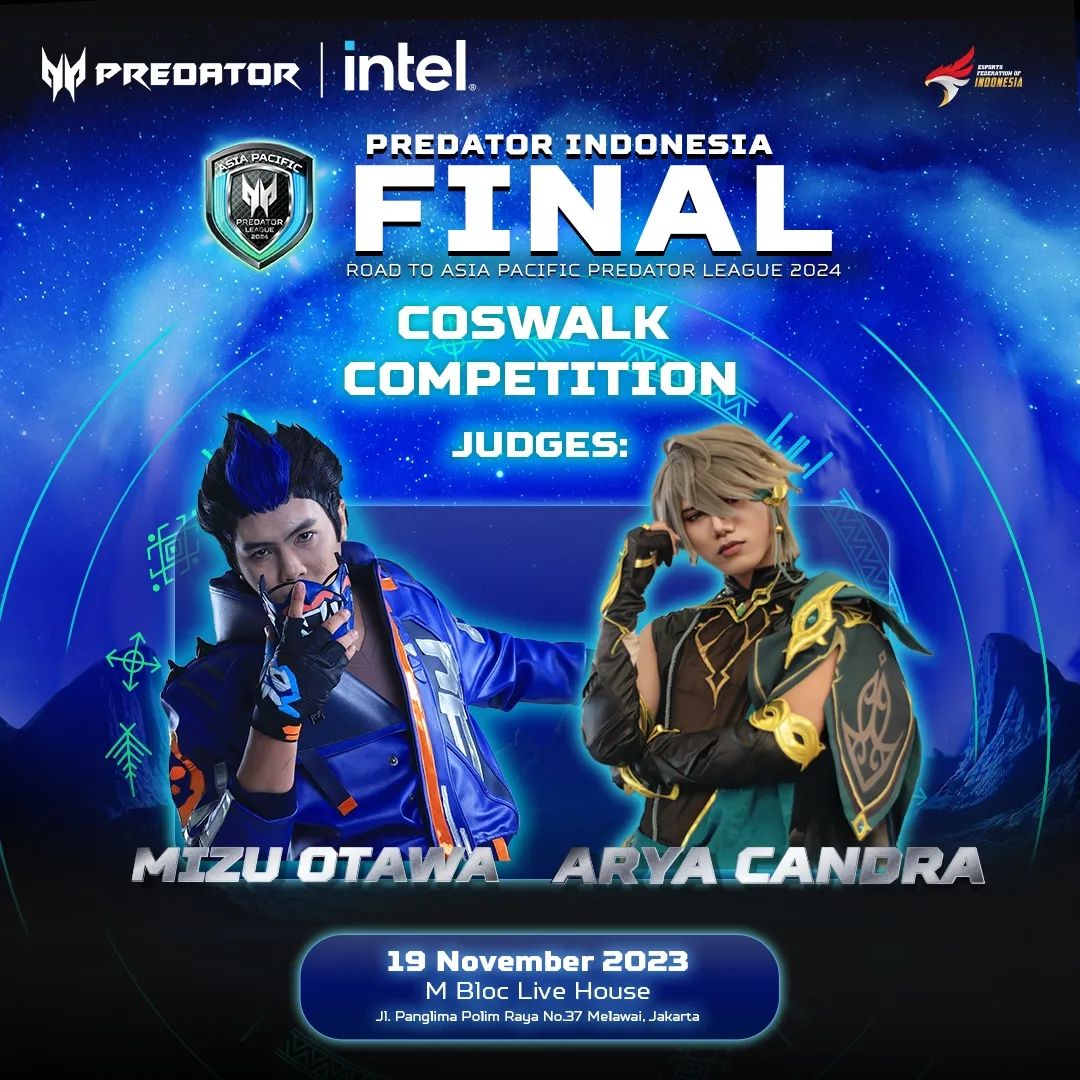 PREDATOR | intel.
ESPORTS
FEDERATION OF
INDONESIA
ASIA PACIFIC
PREDATOR
LEAGUE
2024
PREDATOR INDONESIA
FINAL
ROAD TO ASIA PACIFIC PREDATOR LEAGUE 2024
COSWALK
COMPETITION
JUDGES:
MIZU OTAWA
ARYA CANDRA
19 November 2023
M Bloc Live House
Jl. Panglima Polim Raya No.37 Melawai, Jakarta